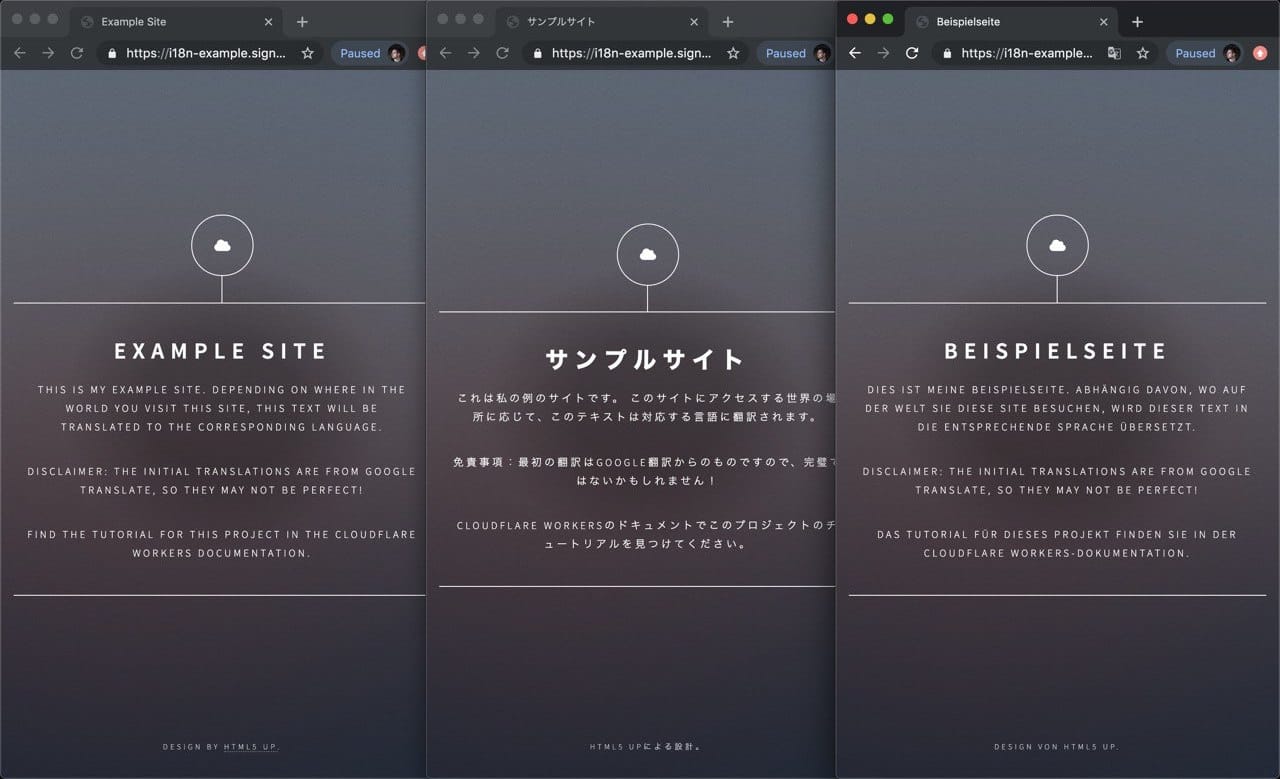 Example Site
https://i18n-example.sign...
Paused
EXAMPLE SITE
THIS IS MY EXAMPLE SITE. DEPENDING ON WHERE IN THE
WORLD YOU VISIT THIS SITE, THIS TEXT WILL BE
TRANSLATED TO THE CORRESPONDING LANGUAGE.
DISCLAIMER: THE INITIAL TRANSLATIONS ARE FROM GOOGLE
TRANSLATE, SO THEY MAY NOT BE PERFECT!
FIND THE TUTORIAL FOR THIS PROJECT IN THE CLOUDFLARE
WORKERS DOCUMENTATION.
DESIGN BY HTML5 UP.
サンプルサイト
https://i18n-example.sign...
Paused
サンプルサイト
これは私の例のサイトです。 このサイトにアクセスする世界の場
所に応じて、このテキストは対応する言語に翻訳されます。
免責事項：最初の翻訳はGOOGLE翻訳からのものですので、完璧で
はないかもしれません！
CLOUDFLARE WORKERSのドキュメントでこのプロジェクトのチ
ュートリアルを見つけてください。
HTML5 UPによる設計。
Beispielseite
https://i18n-example...
Paused
BEISPIELSEITE
DIES IST MEINE BEISPIELSEITE. ABHÄNGIG DAVON, WO AUF
DER WELT SIE DIESE SITE BESUCHEN, WIRD DIESER TEXT IN
DIE ENTSPRECHENDE SPRACHE ÜBERSETZT.
DISCLAIMER: THE INITIAL TRANSLATIONS ARE FROM GOOGLE
TRANSLATE, SO THEY MAY NOT BE PERFECT!
DAS TUTORIAL FÜR DIESES PROJEKT FINDEN SIE IN DER
CLOUDFLARE WORKERS-DOKUMENTATION.
DESIGN VON HTML5 UP.